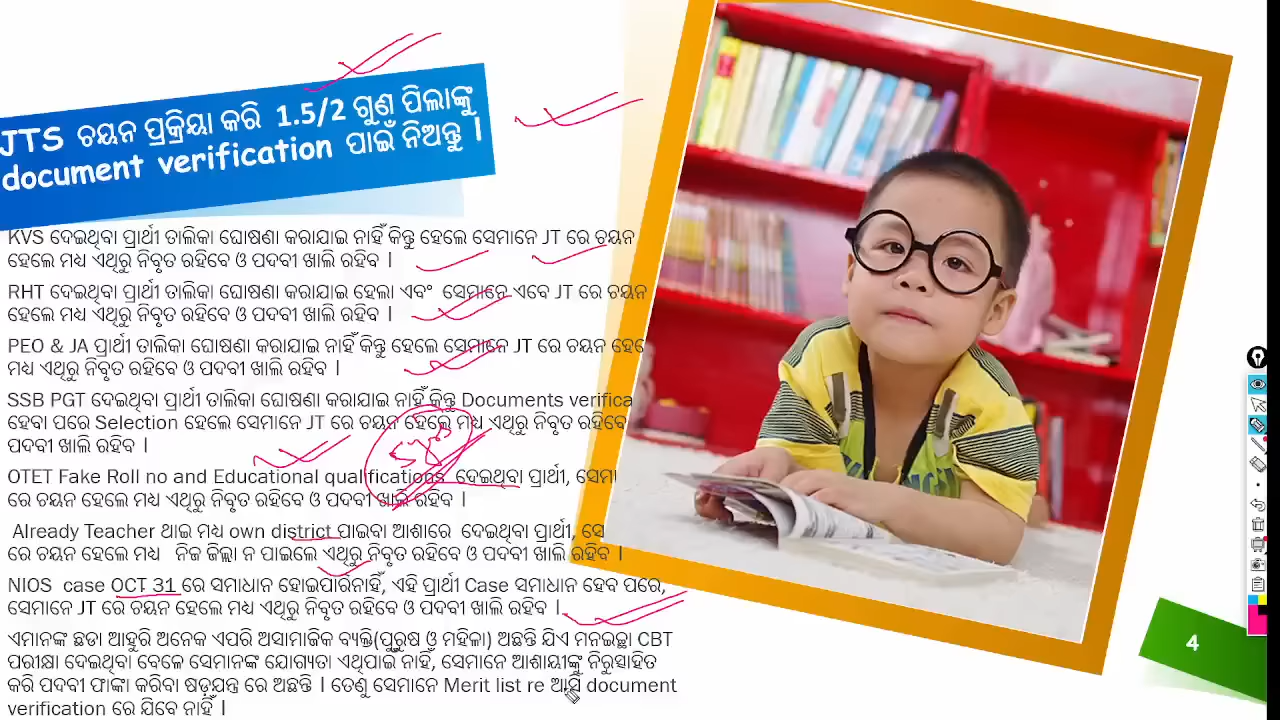 JTS ଚୟନ ପ୍ରକ୍ରିୟା କରି 1.5/2 ଗୁଣ ପିଲାଙ୍କୁ
document verification ପାଇଁ ନିଅନ୍ତୁ ।
KVS ଦେଇଥିବା ପ୍ରାର୍ଥୀ ତାଲିକା ଘୋଷଣା କରାଯାଇ ନାହିଁ କିନ୍ତୁ ହେଲେ ସେମାନେ JT ରେ ଚୟନ
ହେଲେ ମଧ୍ୟ ଏଥିରୁ ନିବୃତ ରହିବେ ଓ ପଦବୀ ଖାଲି ରହିବ ।
RHT ଦେଇଥିବା ପ୍ରାର୍ଥୀ ତାଲିକା ଘୋଷଣା କରାଯାଇ ହେଲା ଏବଂ ସେମାନେ ଏବେ JT ରେ ଚୟନ
ହେଲେ ମଧ୍ୟ ଏଥିରୁ ନିବୃତ ରହିବେ ଓ ପଦବୀ ଖାଲି ରହିବ ।
PEO & JA ପ୍ରାର୍ଥୀ ତାଲିକା ଘୋଷଣା କରାଯାଇ ନାହିଁ କିନ୍ତୁ ହେଲେ ସେମାନେ JT ରେ ଚୟନ
ମଧ୍ୟ ଏଥିରୁ ନିବୃତ ରହିବେ ଓ ପଦବୀ ଖାଲି ରହିବ ।
SSB PGT ଦେଇଥିବା ପ୍ରାର୍ଥୀ ତାଲିକା ଘୋଷଣା କରାଯାଇ ନାହିଁ କିନ୍ତୁ Documents verifica
ହେବା ପରେ Selection ହେଲେ ସେମାନେ JT ରେ ଚୟନ ହେଲେ ମଧ୍ୟ ଏଥିରୁ ନିବୃତ ରହିବେ
ପଦବୀ ଖାଲି ରହିବ ।
OTET Fake Roll no and Educational qualifications ଦେଇଥିବା ପ୍ରାର୍ଥୀ,
ରେ ଚୟନ ହେଲେ ମଧ୍ୟ ଏଥିରୁ ନିବୃତ ରହିବେ ଓ ପଦବୀ ଖାଲି ରହିବ ।
Already Teacher ଥାଇ ମଧ୍ୟ own district ପାଇବା ଆଶାରେ ଦେଇଥିବା ପ୍ରାର୍ଥୀ,
ରେ ଚୟନ ହେଲେ ମଧ୍ୟ ନିଜ ଜିଲ୍ଲା ନ ପାଇଲେ ଏଥିରୁ ନିବୃତ ରହିବେ ଓ ପଦବୀ ଖାଲି ରହିବ ।
NIOS case OCT 31 ରେ ସମାଧାନ ହୋଇପାରିନାହିଁ, ଏହି ପ୍ରାର୍ଥୀ Case ସମାଧାନ ହେବ ପରେ,
ସେମାନେ JT ରେ ଚୟନ ହେଲେ ମଧ୍ୟ ଏଥିରୁ ନିବୃତ ରହିବେ ଓ ପଦବୀ ଖାଲି ରହିବ ।
ଏମାନଙ୍କ ଛଡା ଆହୁରି ଅନେକ ଏପରି ଅସାମାଜିକ ବ୍ୟକ୍ତି(ପୁରୁଷ ଓ ମହିଳା) ଅଛନ୍ତି ଯିଏ ମନଇଚ୍ଛା CBT
ପରୀକ୍ଷା ଦେଇଥିବା ବେଳେ ସେମାନଙ୍କ ଯୋଗ୍ୟତା ଏଥିପାଇଁ ନାହିଁ, ସେମାନେ ଆଶାୟୀଙ୍କୁ ନିରୁତ୍ସାହିତ
କରି ପଦବୀ ଫାଙ୍କା କରିବା ଷଡ଼ଯନ୍ତ୍ର ରେ ଅଛନ୍ତି । ତେଣୁ ସେମାନେ Merit list re ଆସି document
verification ରେ ଯିବେ ନାହିଁ ।
4